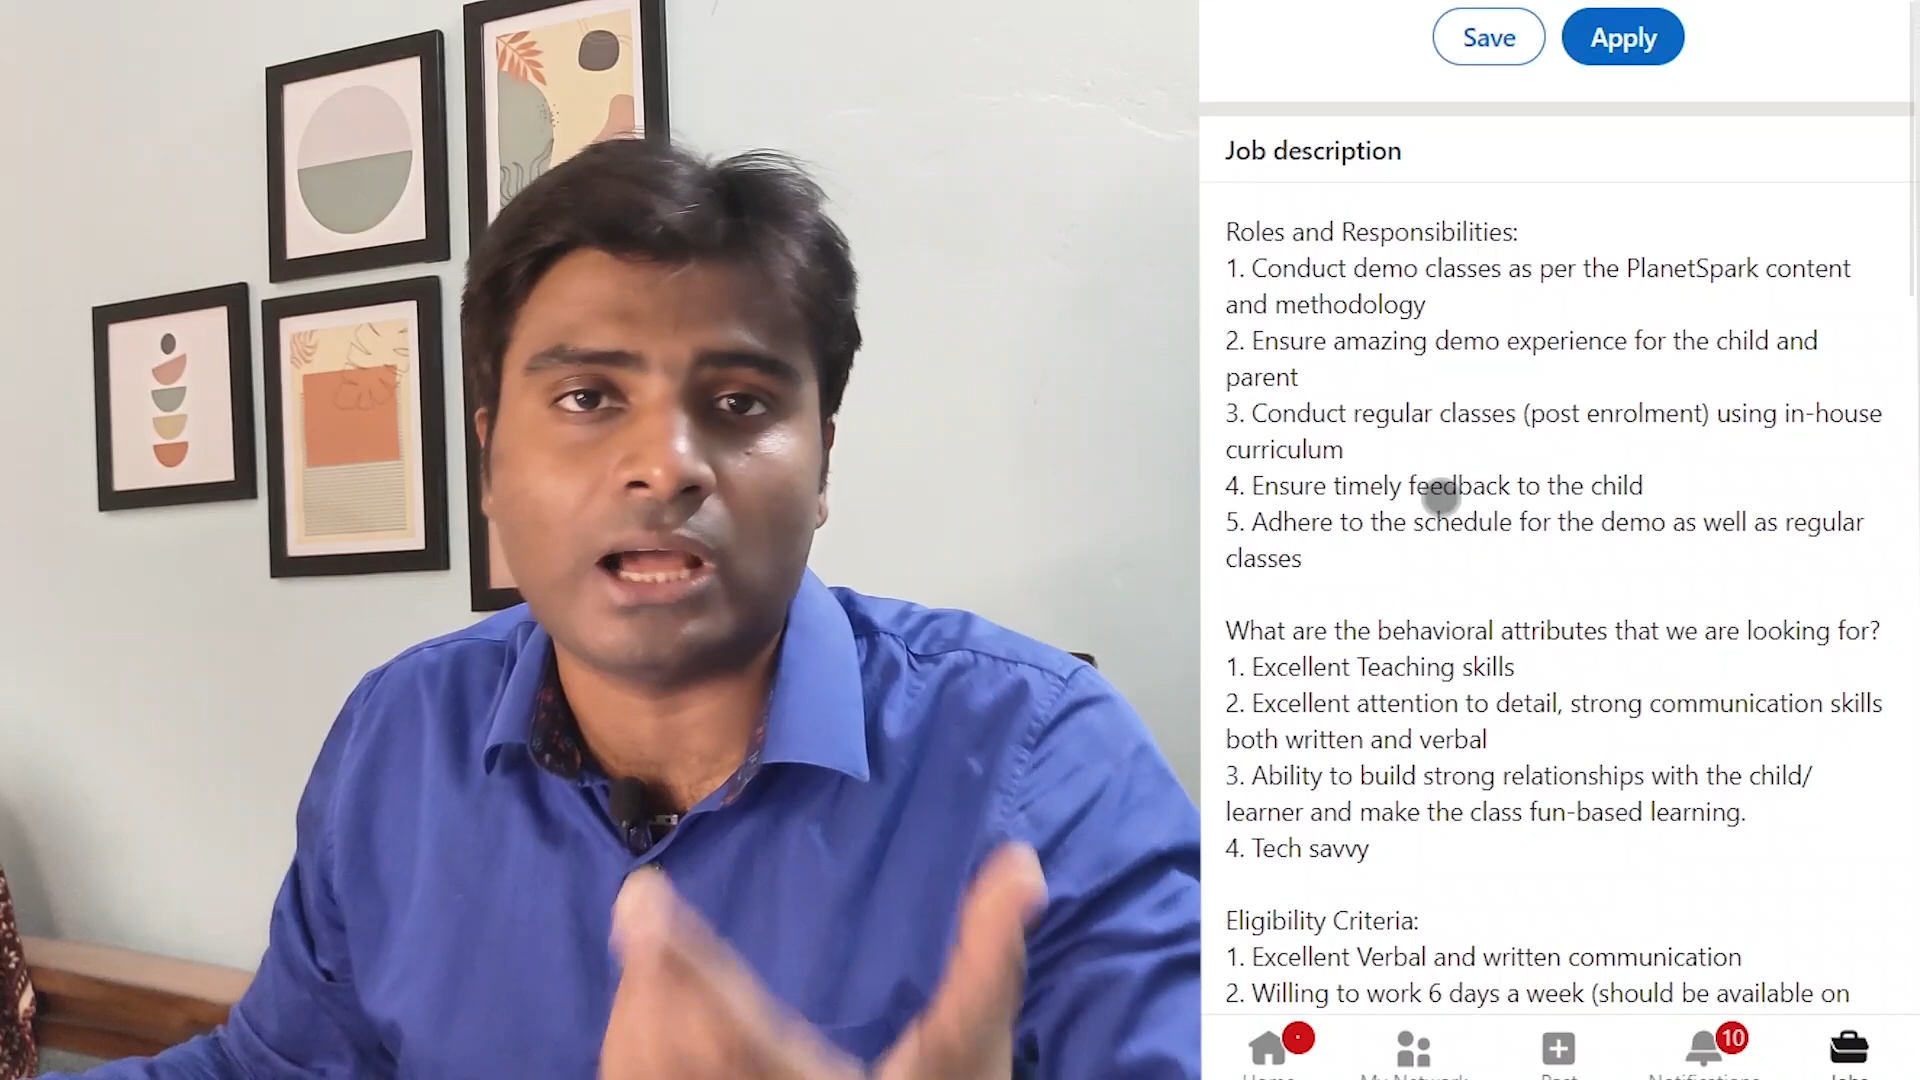 Save
Apply
Job description
Roles and Responsibilities:
1. Conduct demo classes as per the PlanetSpark content
and methodology
2. Ensure amazing demo experience for the child and
parent
3. Conduct regular classes (post enrolment) using in-house
curriculum
4. Ensure timely feedback to the child
5. Adhere to the schedule for the demo as well as regular
classes
What are the behavioral attributes that we are looking for?
1. Excellent Teaching skills
2. Excellent attention to detail, strong communication skills
both written and verbal
3. Ability to build strong relationships with the child/
learner and make the class fun-based learning.
4. Tech savvy
Eligibility Criteria:
1. Excellent Verbal and written communication
2. Willing to work 6 days a week (should be available on
10
Home
My Network
Post
Notifications
Jobs